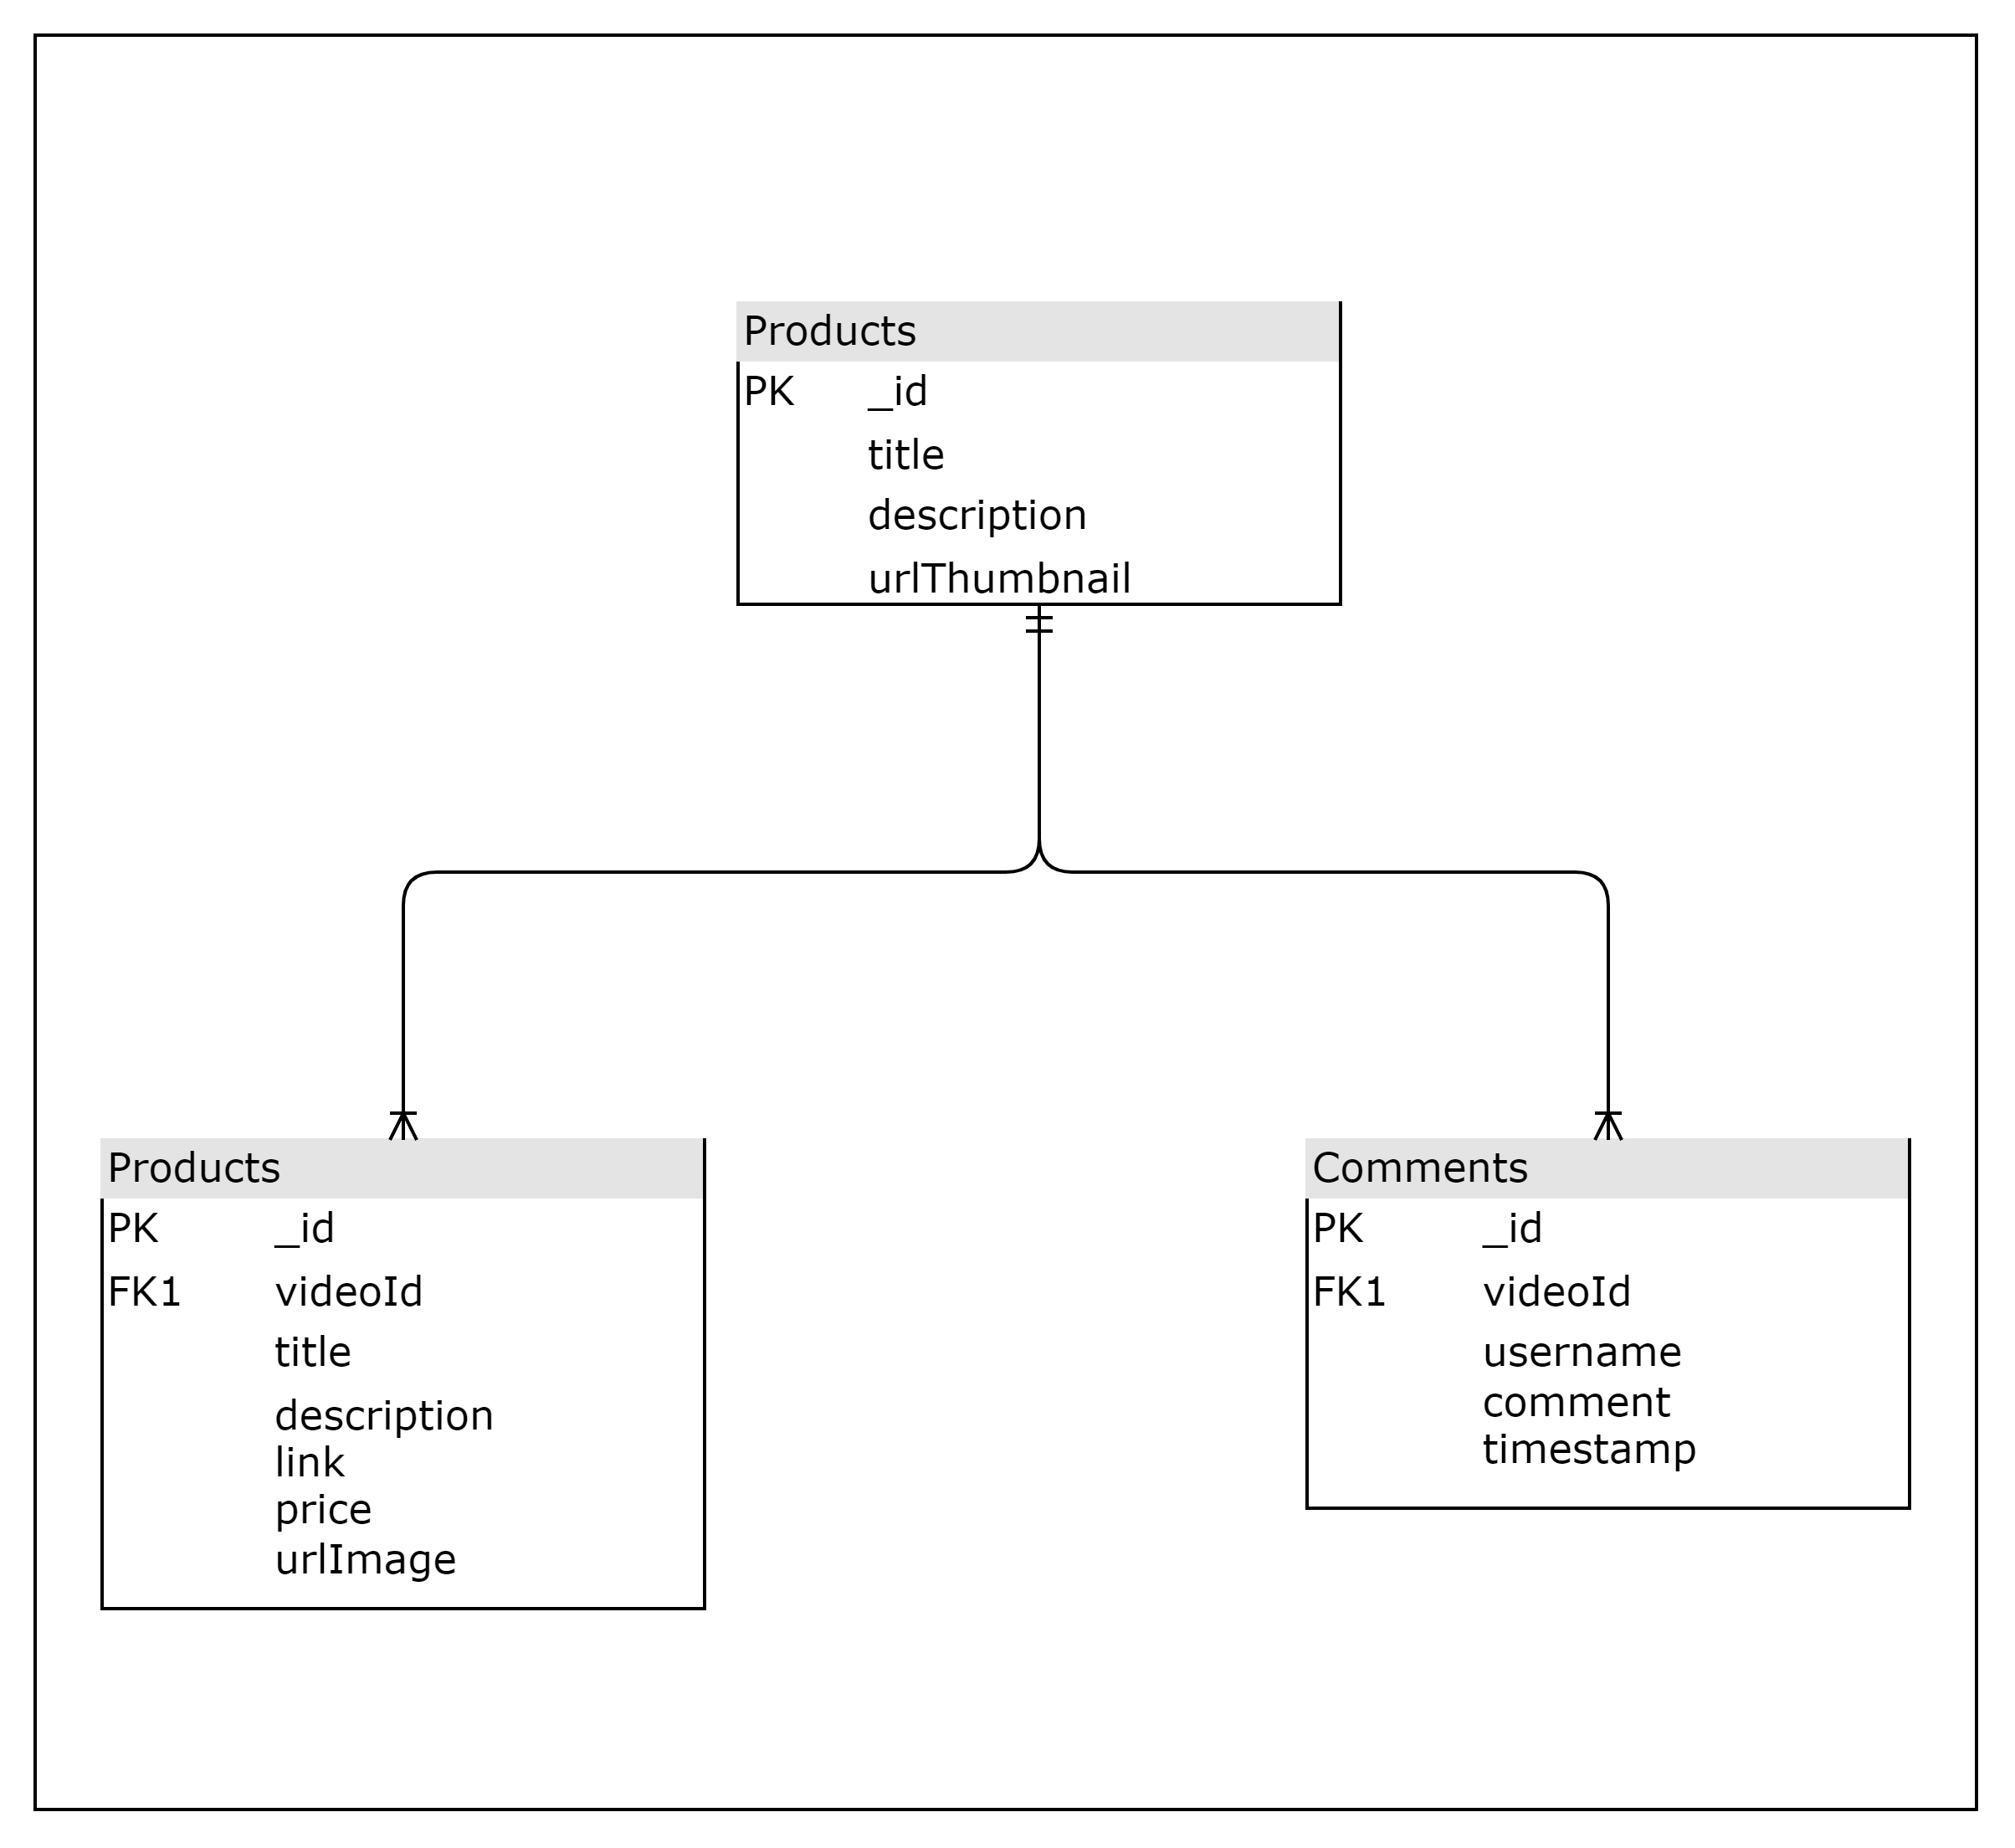 Products
PK _id
title
description
urlThumbnail
Products
PK _id
FK1 videoId
title
description
link
price
urlImage
Comments
PK _id
FK1 videoId
username
comment
timestamp